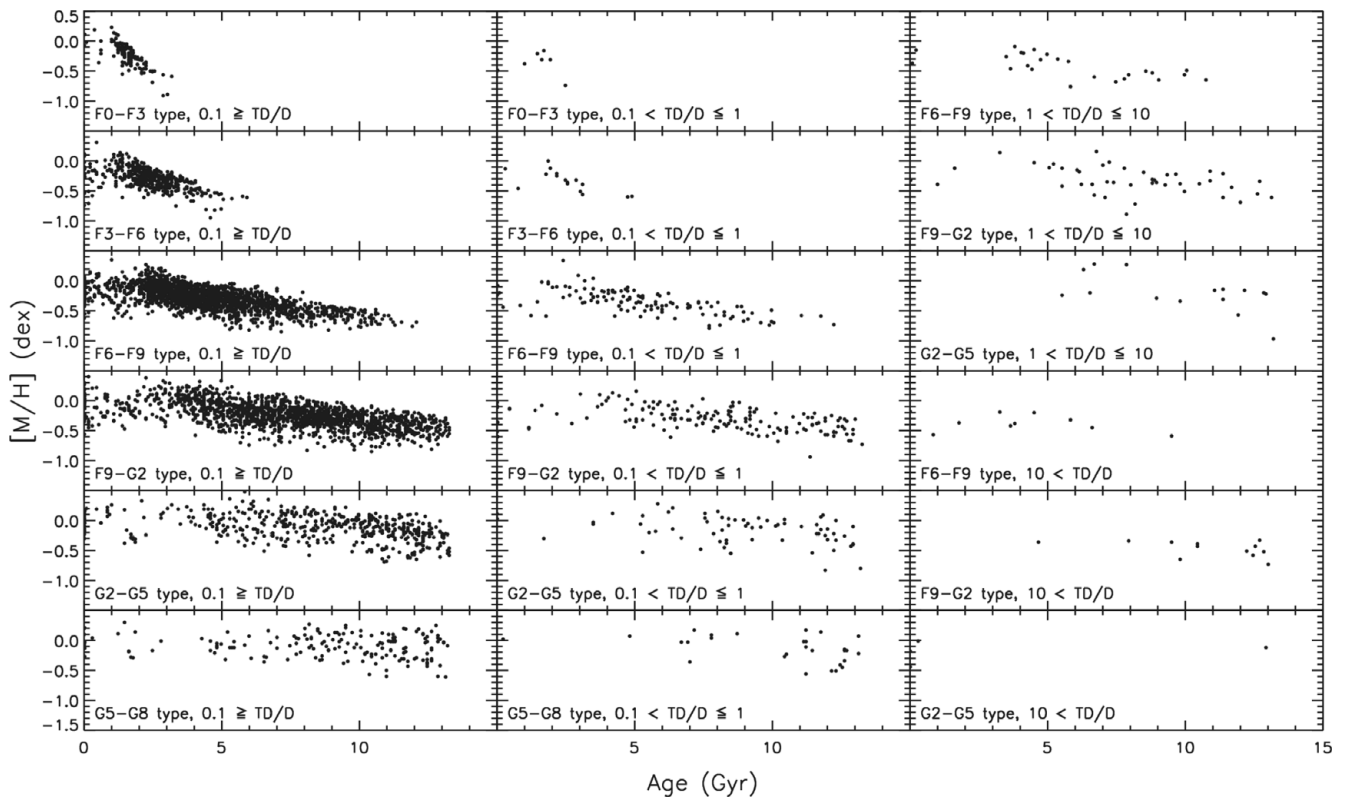 0.5
0.0
−0.5
−1.0
F0−F3 type, 0.1 ≧ TD/D
F0−F3 type, 0.1 < TD/D ≦ 1
F6−F9 type, 1 < TD/D ≦ 10
0.0
−0.5
−1.0
F3−F6 type, 0.1 ≧ TD/D
F3−F6 type, 0.1 < TD/D ≦ 1
F9−G2 type, 1 < TD/D ≦ 10
0.0
−0.5
−1.0
F6−F9 type, 0.1 ≧ TD/D
F6−F9 type, 0.1 < TD/D ≦ 1
G2−G5 type, 1 < TD/D ≦ 10
[M/H] (dex)
0.0
−0.5
−1.0
F9−G2 type, 0.1 ≧ TD/D
F9−G2 type, 0.1 < TD/D ≦ 1
F6−F9 type, 10 < TD/D
0.0
−0.5
−1.0
G2−G5 type, 0.1 ≧ TD/D
G2−G5 type, 0.1 < TD/D ≦ 1
F9−G2 type, 10 < TD/D
0.0
−0.5
−1.0
−1.5
G5−G8 type, 0.1 ≧ TD/D
G5−G8 type, 0.1 < TD/D ≦ 1
G2−G5 type, 10 < TD/D
0 5 10 5 10 5 10 15
Age (Gyr)